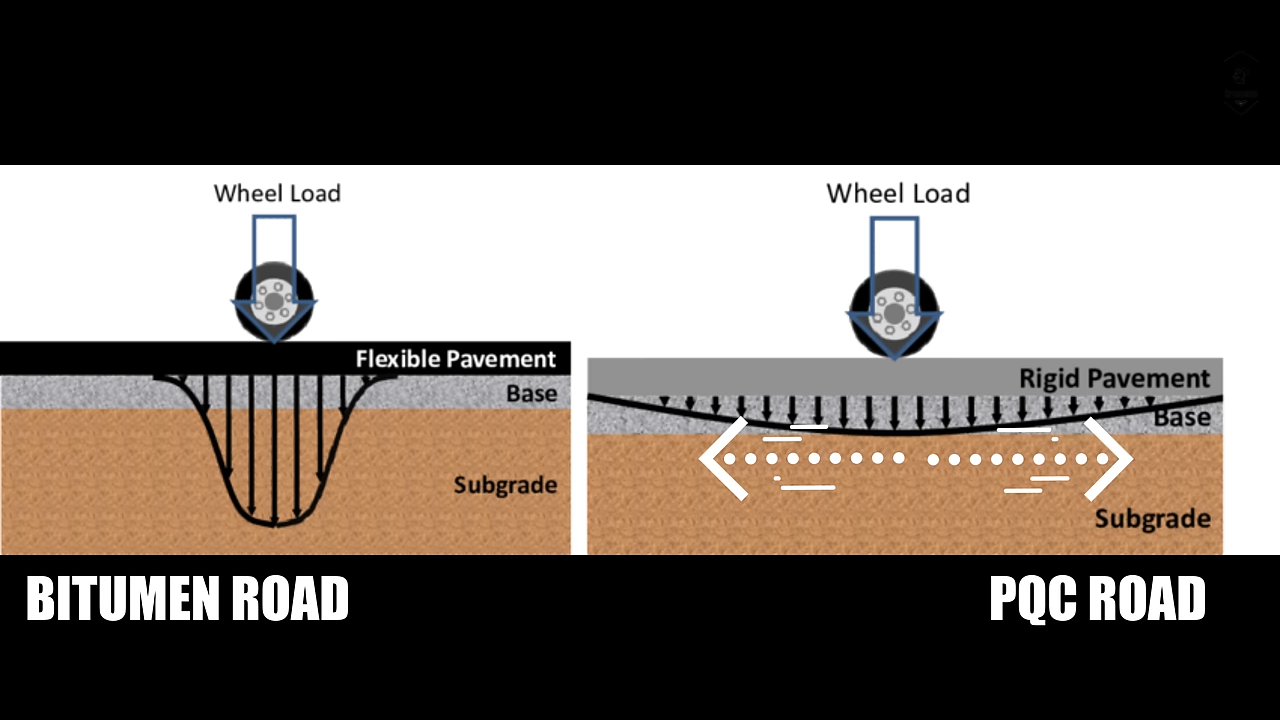 Wheel Load
Flexible Pavement
Base
Subgrade
BITUMEN ROAD
Wheel Load
Rigid Pavement
Base
Subgrade
PQC ROAD